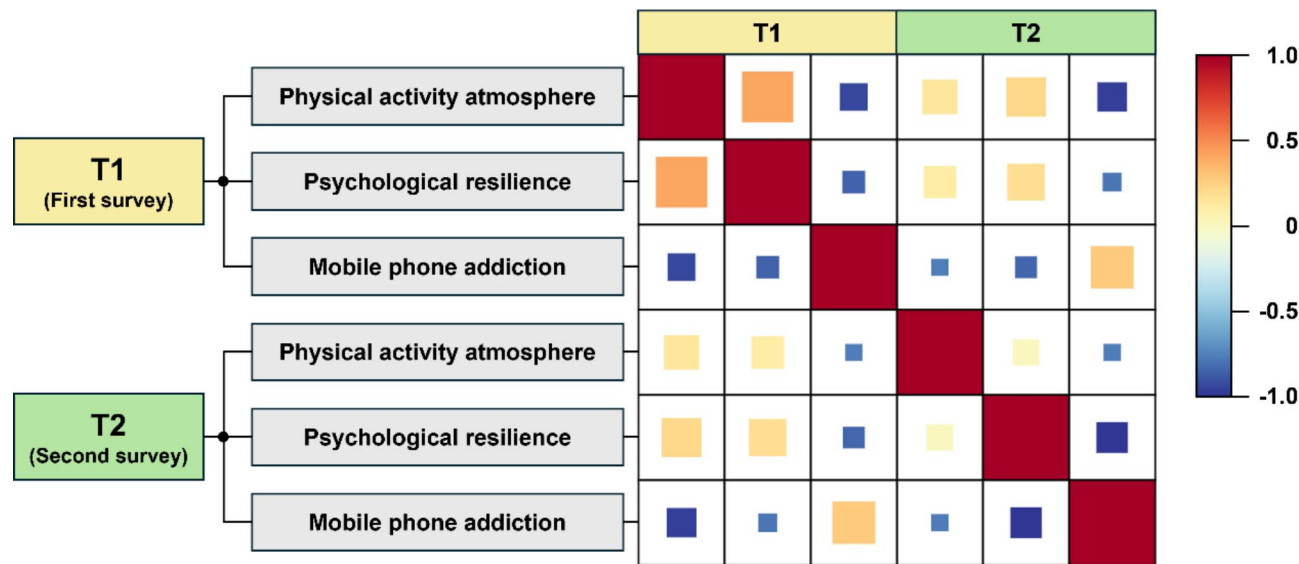 T1
T2
1.0
0.5
0
-0.5
-1.0
T1
(First survey)
Physical activity atmosphere
Psychological resilience
Mobile phone addiction
T2
(Second survey)
Physical activity atmosphere
Psychological resilience
Mobile phone addiction